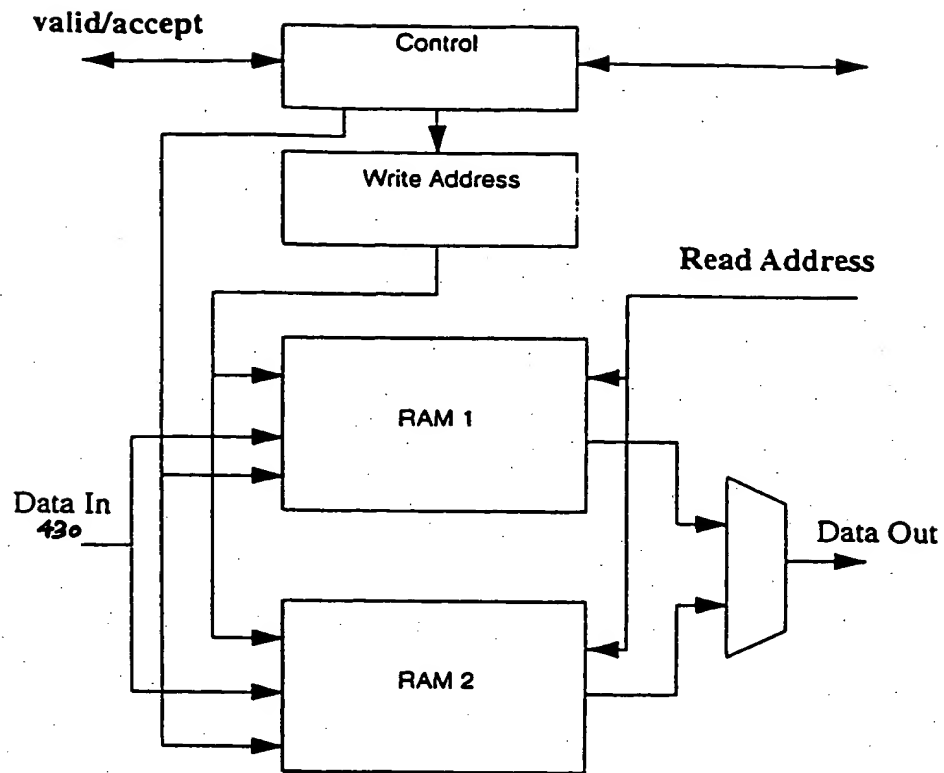 valid/accept
Control
Write Address
Read Address
RAM 1
Data In
430
Data Out
RAM 2